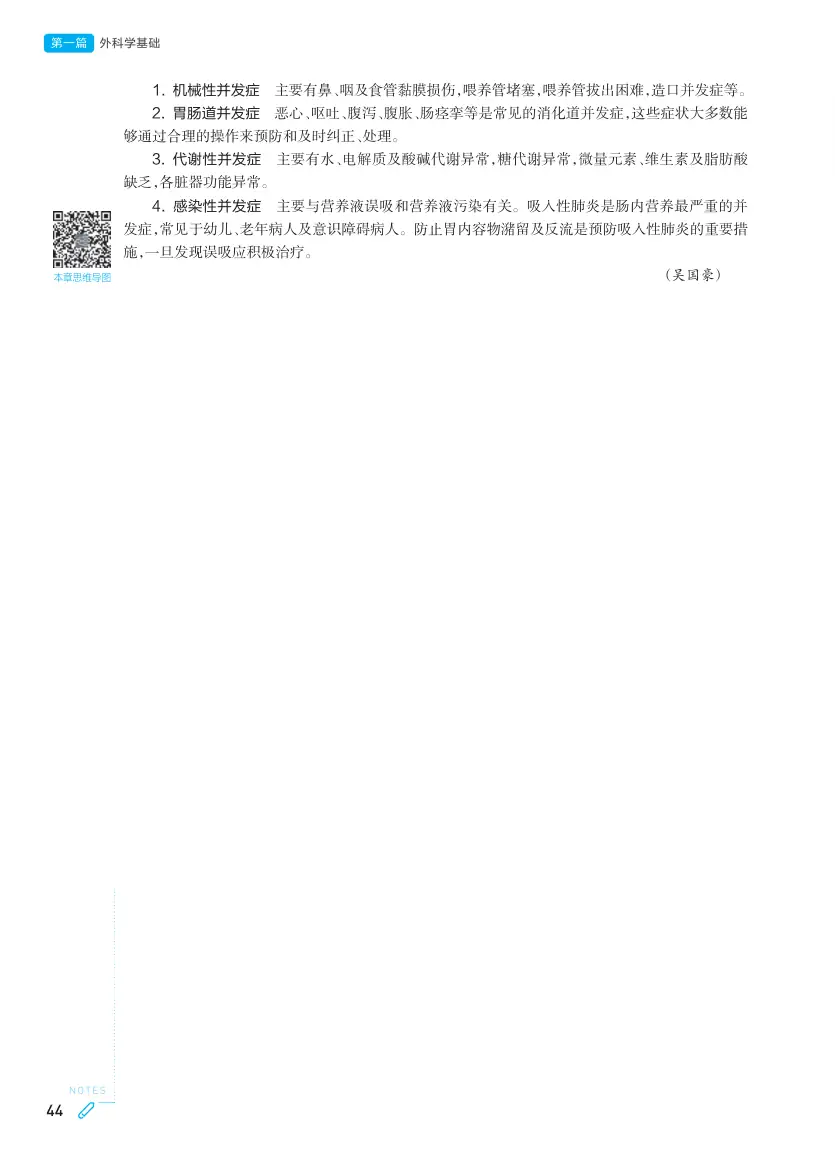 第一篇 外科学基础
1. 机械性并发症 主要有鼻、咽及食管黏膜损伤,喂养管堵塞,喂养管拔出困难,造口并发症等。
2. 胃肠道并发症 恶心、呕吐、腹泻、腹胀、肠痉挛等是常见的消化道并发症,这些症状大多数能
够通过合理的操作来预防和及时纠正、处理。
3. 代谢性并发症 主要有水、电解质及酸碱代谢异常,糖代谢异常,微量元素、维生素及脂肪酸
缺乏,各脏器功能异常。
4. 感染性并发症 主要与营养液误吸和营养液污染有关。吸入性肺炎是肠内营养最严重的并
发症,常见于幼儿、老年病人及意识障碍病人。防止胃内容物潴留及反流是预防吸入性肺炎的重要措
施,一旦发现误吸应积极治疗。
本章思维导图
(吴国豪)
NOTES
44